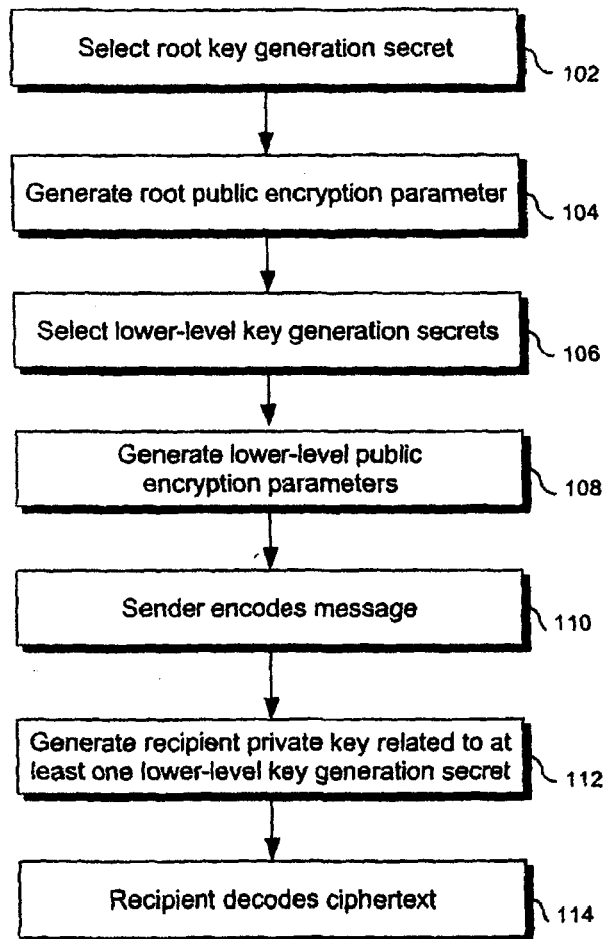 Select root key generation secret
102
Generate root public encryption parameter
104
Select lower-level key generation secrets
106
Generate lower-level public
encryption parameters
108
Sender encodes message
110
Generate recipient private key related to at
least one lower-level key generation secret
112
Recipient decodes ciphertext
114